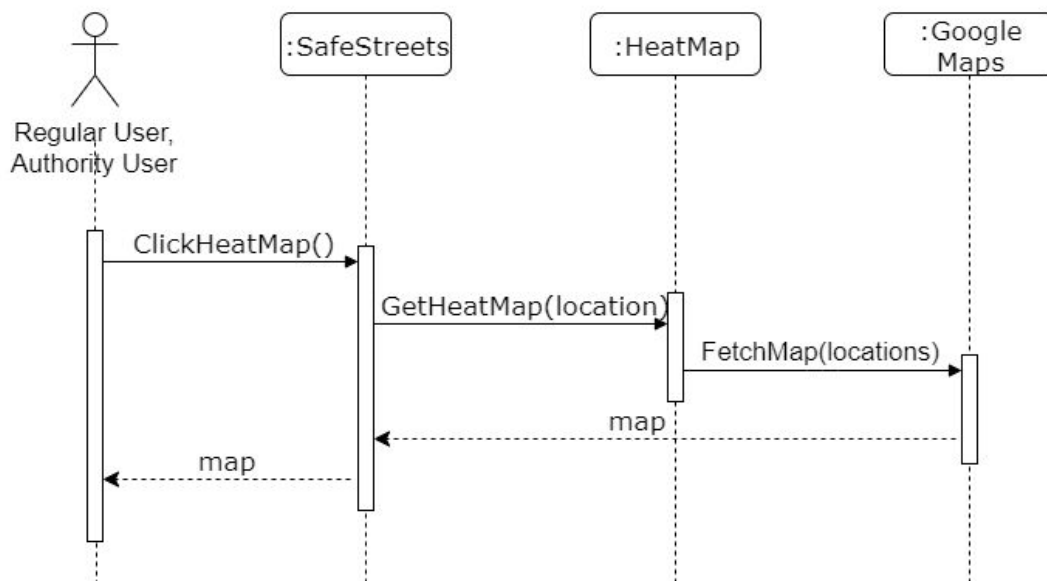 :SafeStreets
:HeatMap
:Google
Maps
Regular User,
Authority User
ClickHeatMap()
GetHeatMap(location)
FetchMap(locations)
map
map